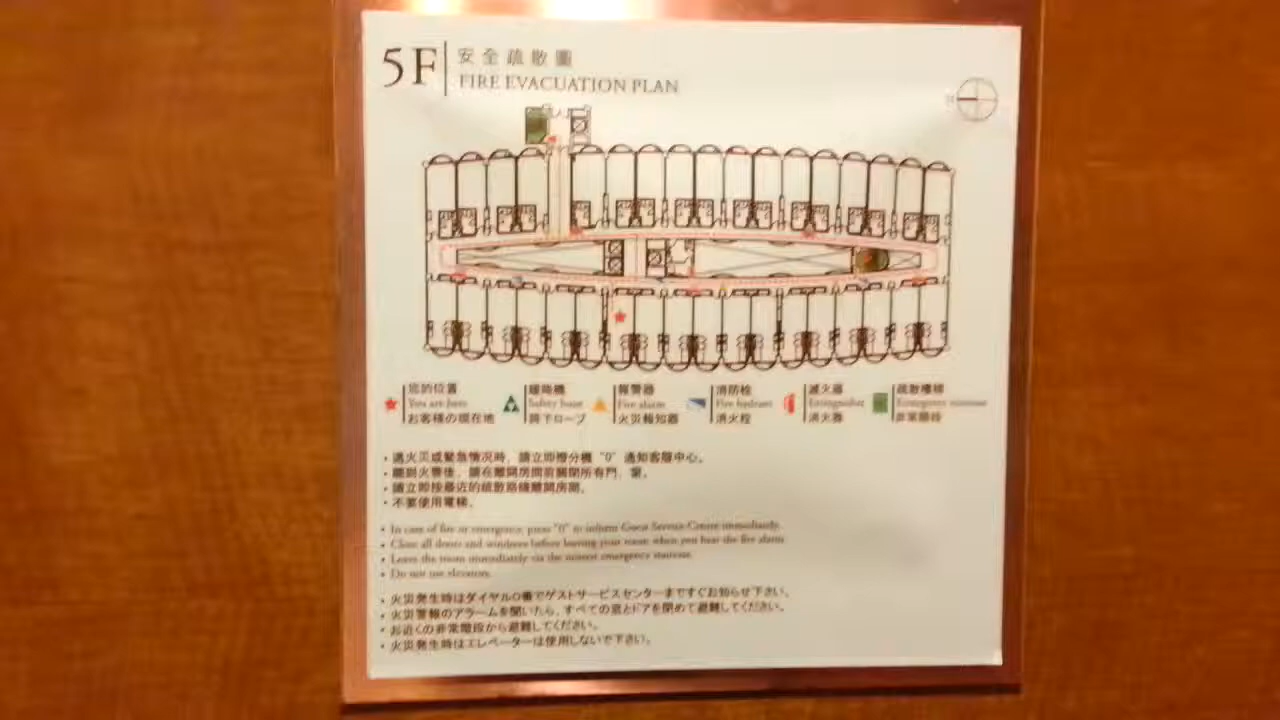 5F
安全疏散圖
FIRE EVACUATION PLAN
您的位置
You are here
お客様の現在地
緩降機
Safety hoist
降下ロープ
報警器
Fire alarm
火災報知器
消防栓
Fire hydrant
消火栓
滅火器
Extinguisher
消火器
疏散樓梯
Emergency staircase
非常階段
・遇火災或緊急情況時，請立即撥分機"0"通知客服中心。
・聽到火警後，請在離開房間前關閉所有門、窗。
・請立即按最近的疏散路線離開房間。
・不要使用電梯。
• In case of fire or emergency, press "0" to inform Guest Service Centre immediately.
• Close all doors and windows before leaving your room when you hear the fire alarm.
• Leave the room immediately via the nearest emergency staircase.
• Do not use elevators.
・火災発生時はダイヤル0番でゲストサービスセンターまですぐお知らせ下さい。
・火災警報のアラームを聞いたら、すべての窓とドアを閉めて避難してください。
・お近くの非常階段から避難してください。
・火災発生時はエレベーターは使用しないで下さい。